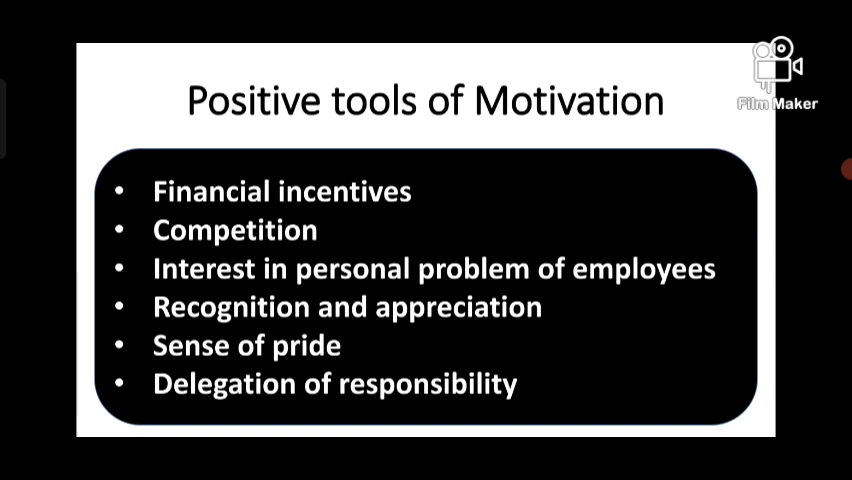 Positive tools of Motivation
Film Maker
• Financial incentives
• Competition
• Interest in personal problem of employees
• Recognition and appreciation
• Sense of pride
• Delegation of responsibility